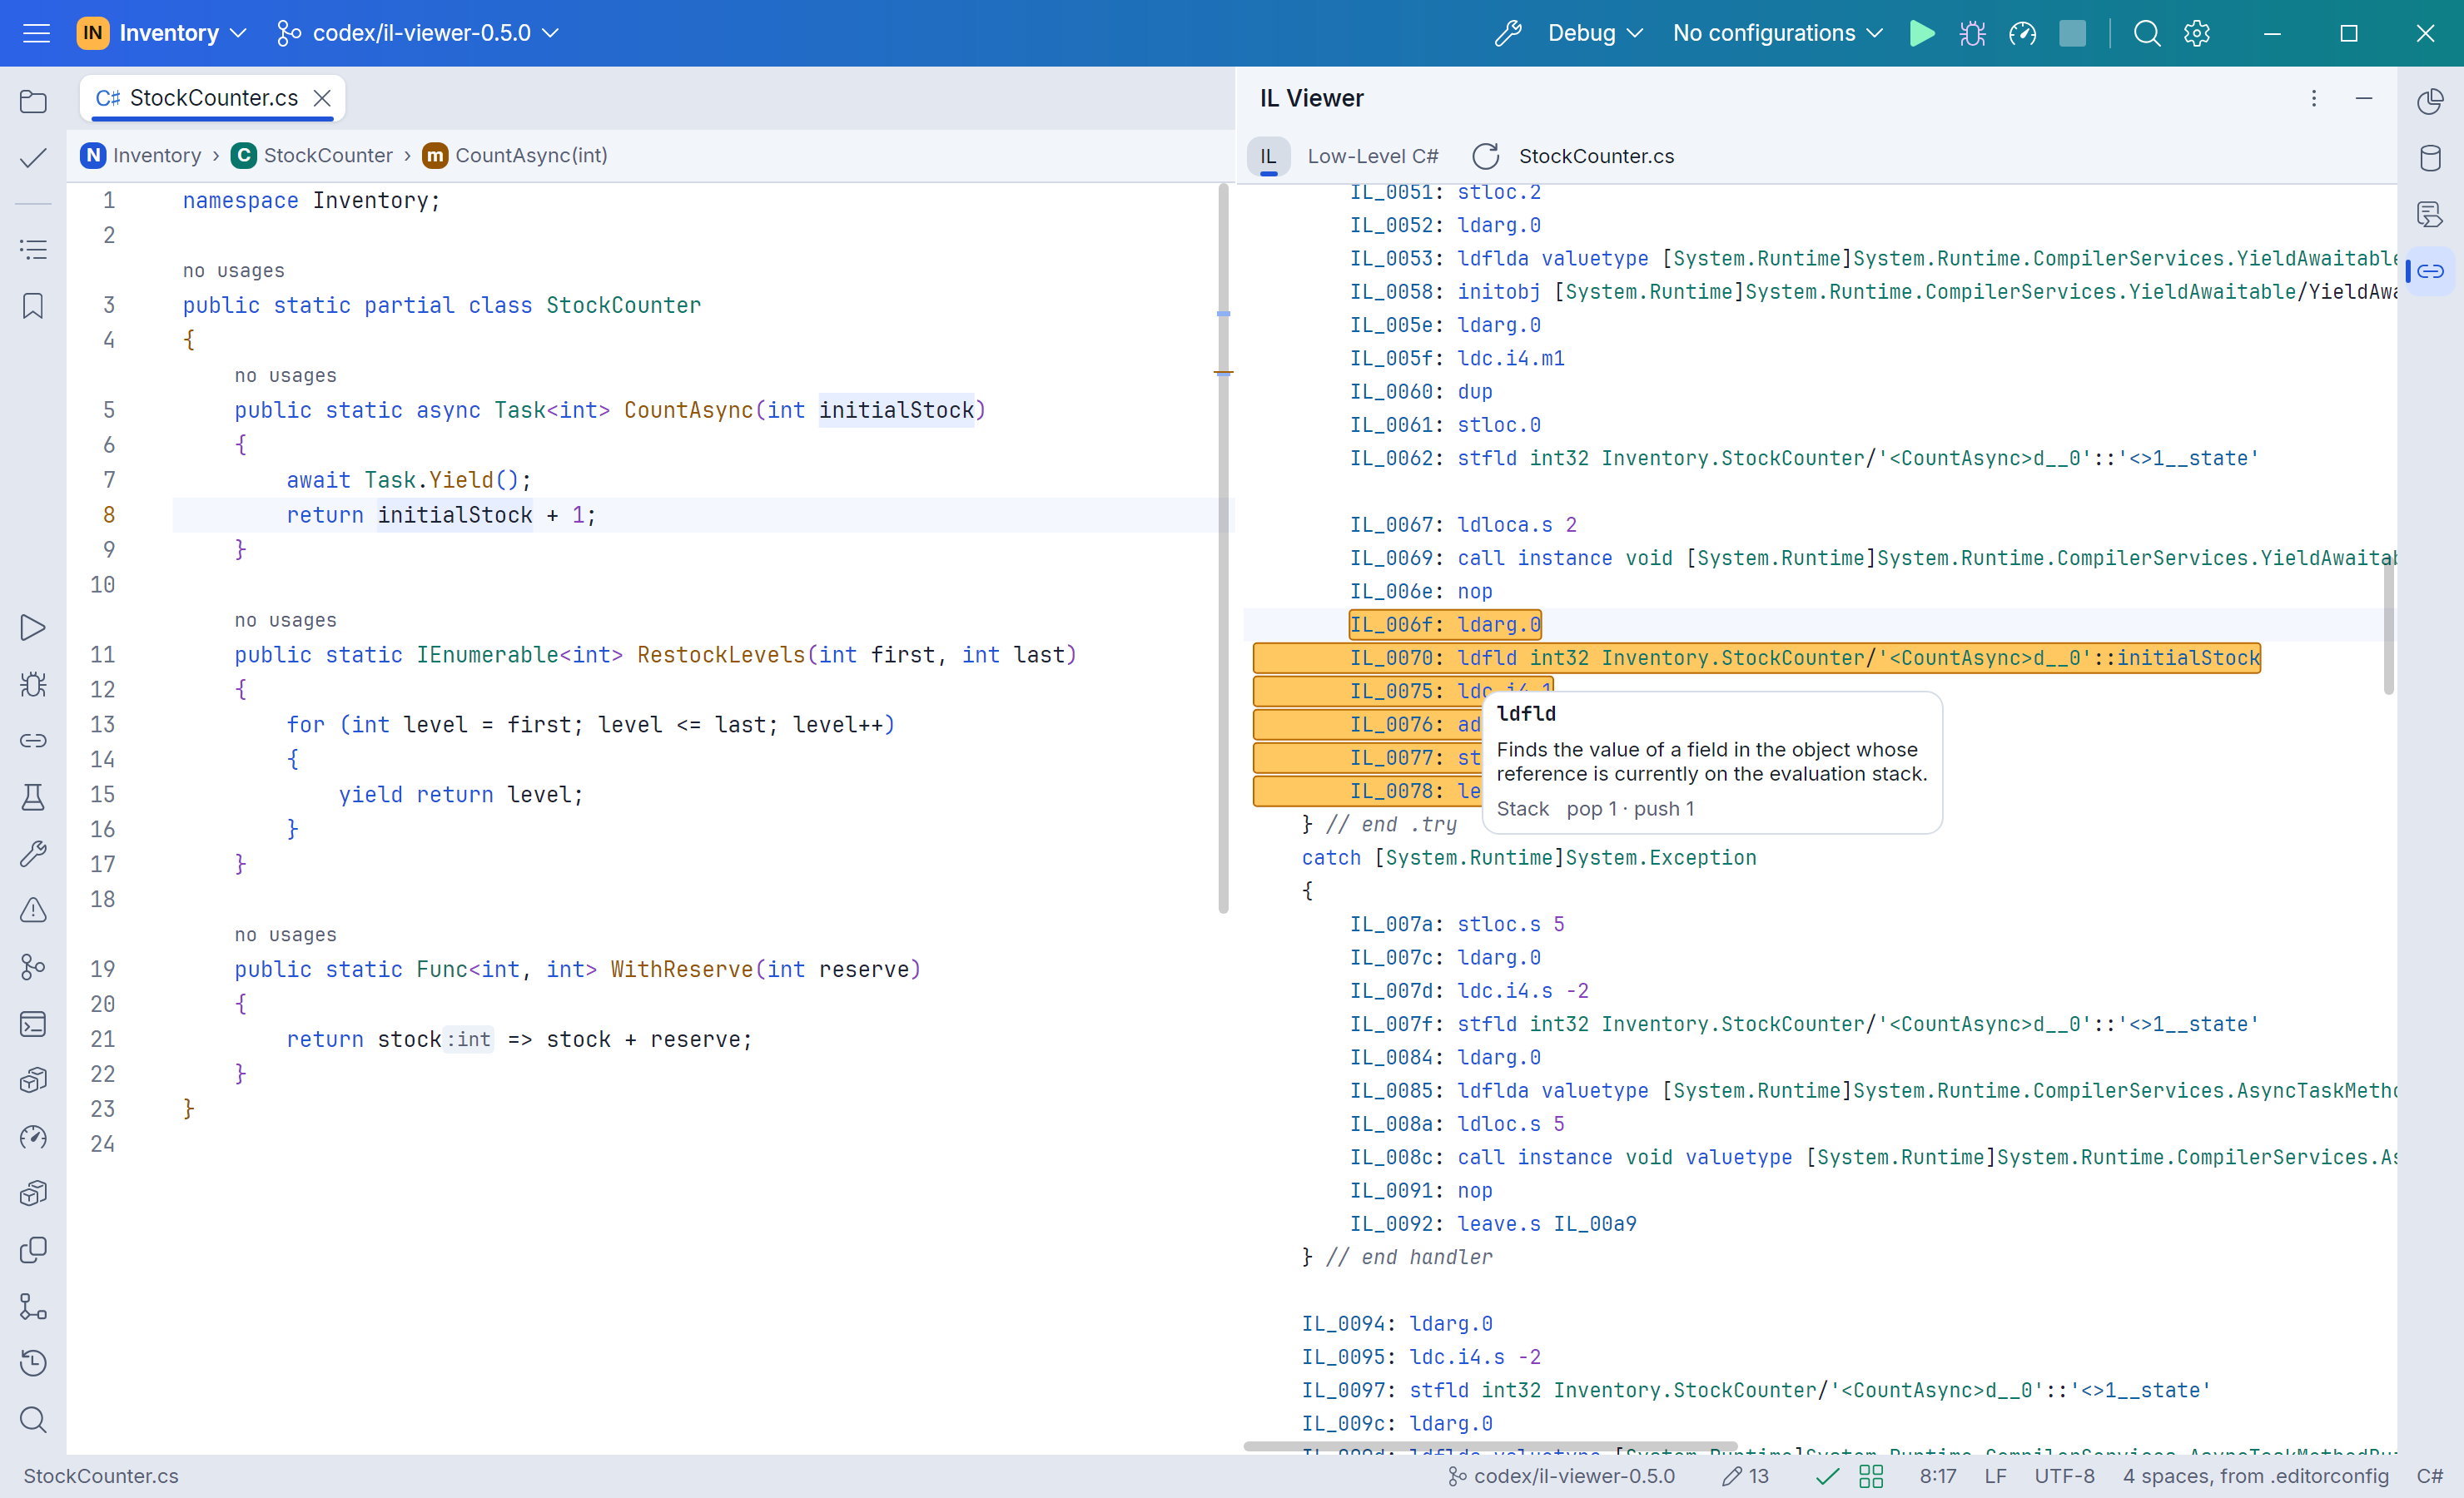 IN Inventory codex/il-viewer-0.5.0 Debug No configurations
C# StockCounter.cs
N Inventory › C StockCounter › m CountAsync(int)
1 namespace Inventory;
2
no usages
3 public static partial class StockCounter
4 {
no usages
5 public static async Task<int> CountAsync(int initialStock)
6 {
7 await Task.Yield();
8 return initialStock + 1;
9 }
10
no usages
11 public static IEnumerable<int> RestockLevels(int first, int last)
12 {
13 for (int level = first; level <= last; level++)
14 {
15 yield return level;
16 }
17 }
18
no usages
19 public static Func<int, int> WithReserve(int reserve)
20 {
21 return stock:int => stock + reserve;
22 }
23 }
24
IL Viewer
IL Low-Level C# StockCounter.cs
IL_0051: stloc.2
IL_0052: ldarg.0
IL_0053: ldflda valuetype [System.Runtime]System.Runtime.CompilerServices.YieldAwaitable
IL_0058: initobj [System.Runtime]System.Runtime.CompilerServices.YieldAwaitable/YieldAwa
IL_005e: ldarg.0
IL_005f: ldc.i4.m1
IL_0060: dup
IL_0061: stloc.0
IL_0062: stfld int32 Inventory.StockCounter/'<CountAsync>d__0'::'<>1__state'
IL_0067: ldloca.s 2
IL_0069: call instance void [System.Runtime]System.Runtime.CompilerServices.YieldAwaitab
IL_006e: nop
IL_006f: ldarg.0
IL_0070: ldfld int32 Inventory.StockCounter/'<CountAsync>d__0'::initialStock
IL_0075: ldc.i4.1
IL_0076: ad
IL_0077: st
IL_0078: le
ldfld
Finds the value of a field in the object whose
reference is currently on the evaluation stack.
Stack pop 1 · push 1
} // end .try
catch [System.Runtime]System.Exception
{
IL_007a: stloc.s 5
IL_007c: ldarg.0
IL_007d: ldc.i4.s -2
IL_007f: stfld int32 Inventory.StockCounter/'<CountAsync>d__0'::'<>1__state'
IL_0084: ldarg.0
IL_0085: ldflda valuetype [System.Runtime]System.Runtime.CompilerServices.AsyncTaskMetho
IL_008a: ldloc.s 5
IL_008c: call instance void valuetype [System.Runtime]System.Runtime.CompilerServices.As
IL_0091: nop
IL_0092: leave.s IL_00a9
} // end handler
IL_0094: ldarg.0
IL_0095: ldc.i4.s -2
IL_0097: stfld int32 Inventory.StockCounter/'<CountAsync>d__0'::'<>1__state'
IL_009c: ldarg.0
StockCounter.cs codex/il-viewer-0.5.0 13 8:17 LF UTF-8 4 spaces, from .editorconfig C#